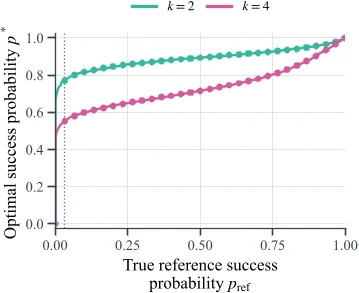 k = 2 k = 4
Optimal success probability p*
1.0
0.8
0.6
0.4
0.2
0.0
0.00 0.25 0.50 0.75 1.00
True reference success
probability pref